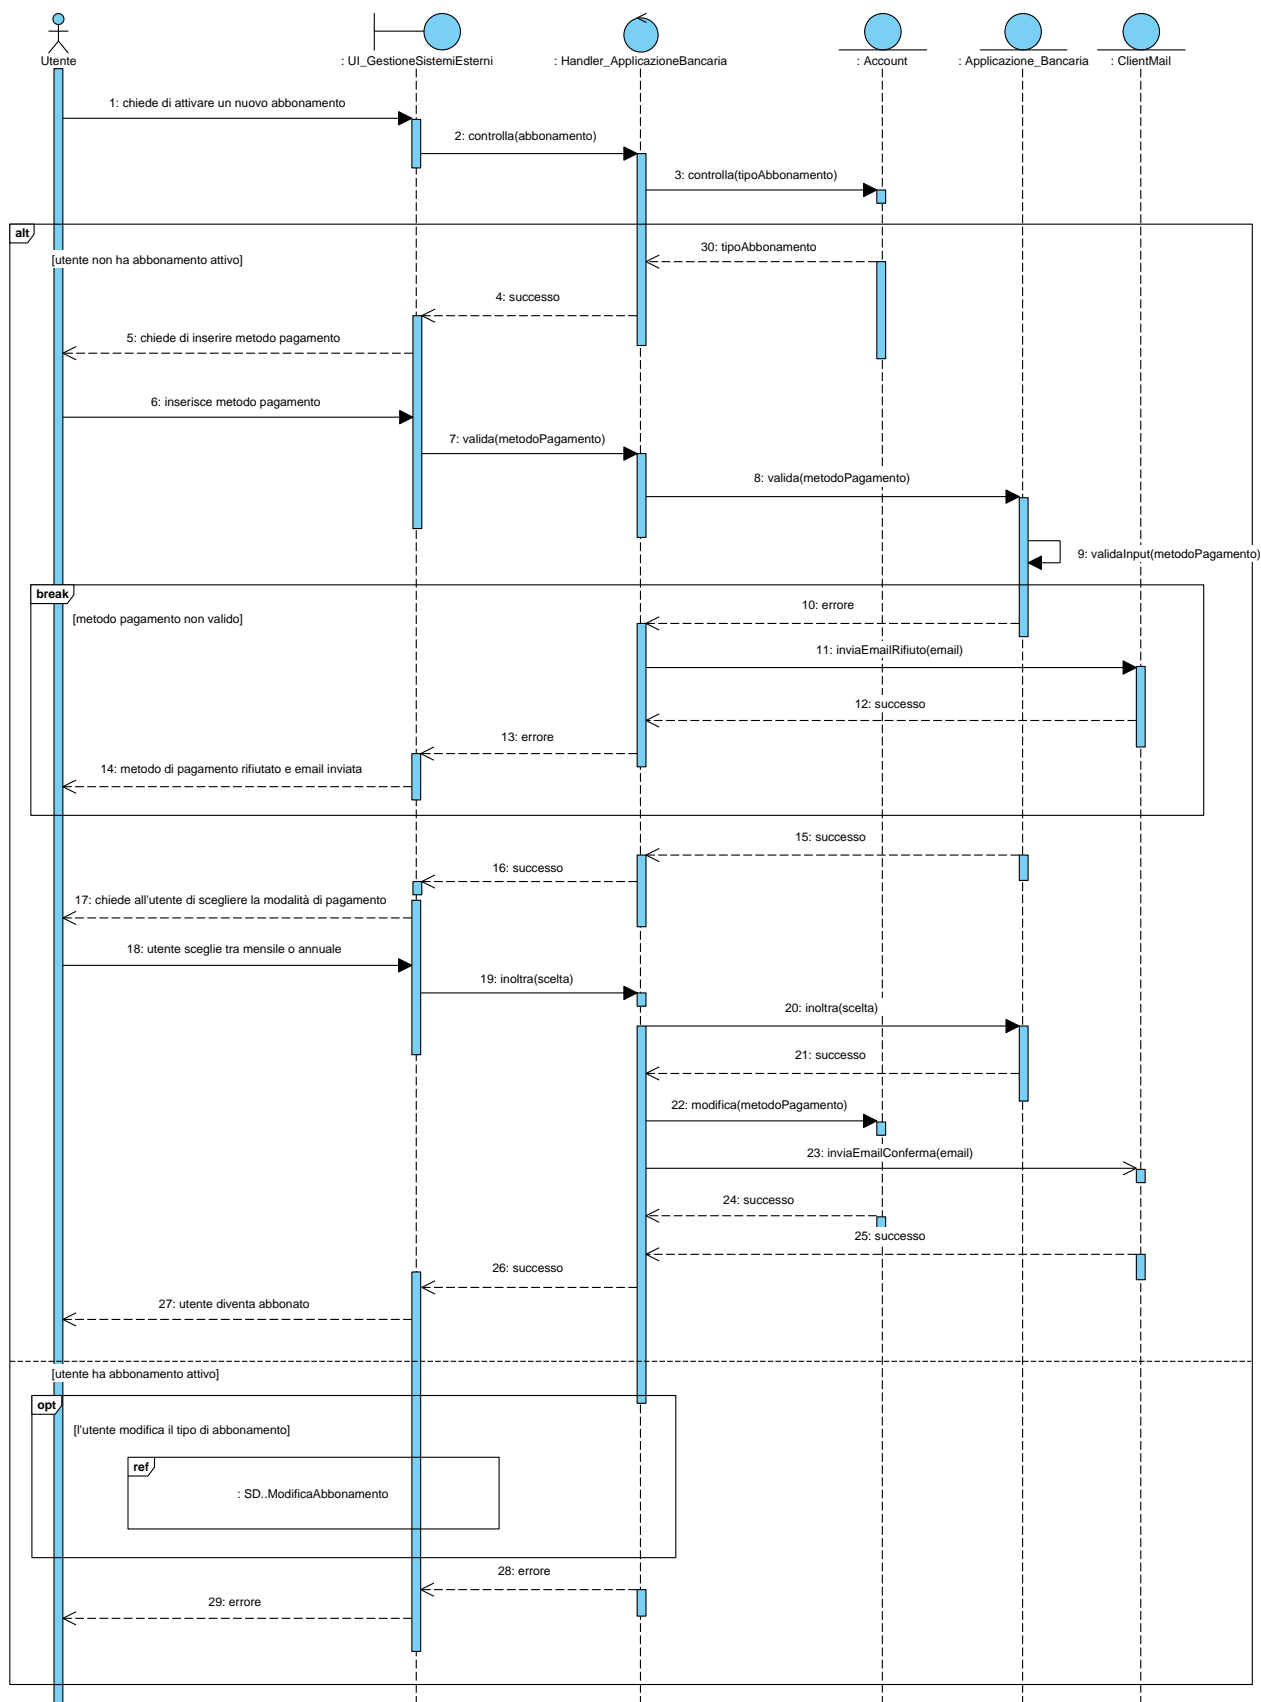 Utente
: UI_GestioneSistemiEsterni
: Handler_ApplicazioneBancaria
: Account
: Applicazione_Bancaria
: ClientMail
1: chiede di attivare un nuovo abbonamento
2: controlla(abbonamento)
3: controlla(tipoAbbonamento)
alt
[utente non ha abbonamento attivo]
30: tipoAbbonamento
4: successo
5: chiede di inserire metodo pagamento
6: inserisce metodo pagamento
7: valida(metodoPagamento)
8: valida(metodoPagamento)
9: validaInput(metodoPagamento)
break
[metodo pagamento non valido]
10: errore
11: inviaEmailRifiuto(email)
12: successo
13: errore
14: metodo di pagamento rifiutato e email inviata
15: successo
16: successo
17: chiede all'utente di scegliere la modalità di pagamento
18: utente sceglie tra mensile o annuale
19: inoltra(scelta)
20: inoltra(scelta)
21: successo
22: modifica(metodoPagamento)
23: inviaEmailConferma(email)
24: successo
25: successo
26: successo
27: utente diventa abbonato
[utente ha abbonamento attivo]
opt
[l'utente modifica il tipo di abbonamento]
ref
: SD..ModificaAbbonamento
28: errore
29: errore